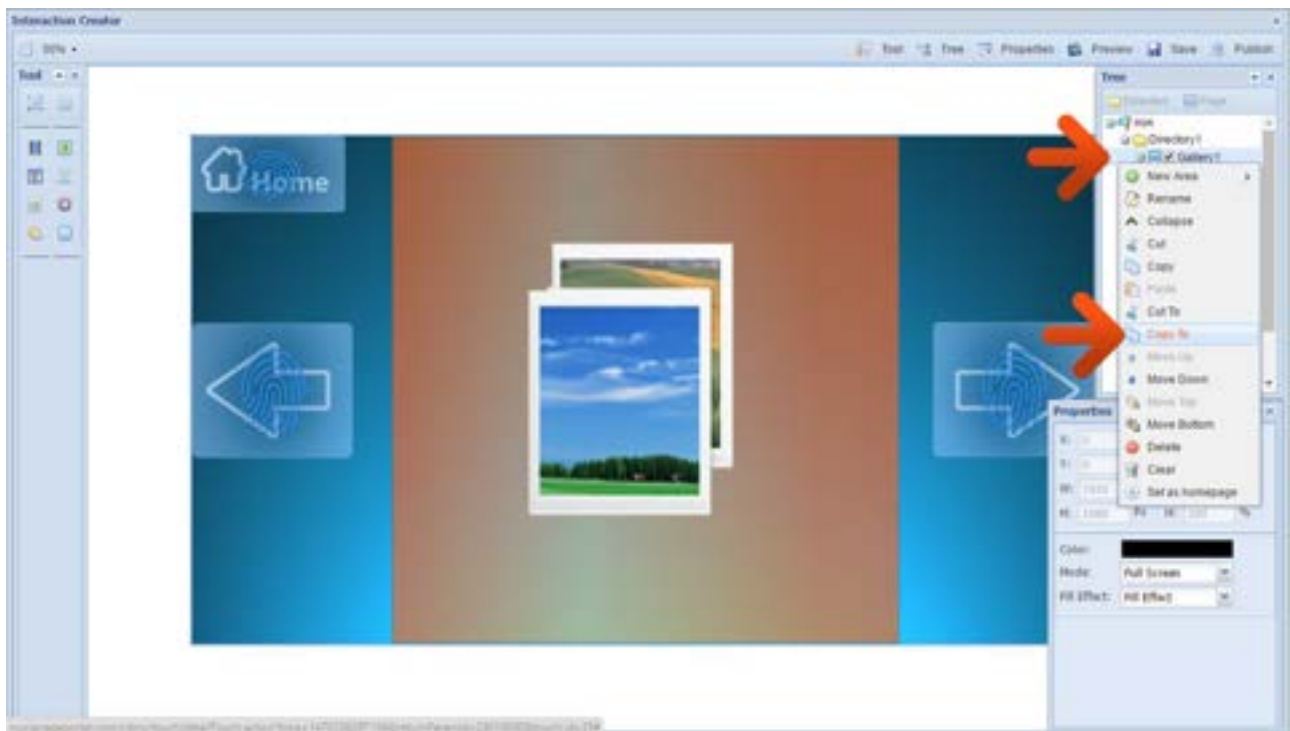 Interaction Creator
Tool Tree Properties Preview Save Publish
Tool
Tree
Page
Directory1
Gallery1
Home
New Area
Rename
Collapse
Cut
Copy
Paste
Cut To
Copy To
Move Up
Move Down
Move Top
Move Bottom
Delete
Clear
Set as homepage
Properties
X:
Y:
W:
H: Px H: %
Color:
Mode: Full Screen
Fill Effect: Fill Effect